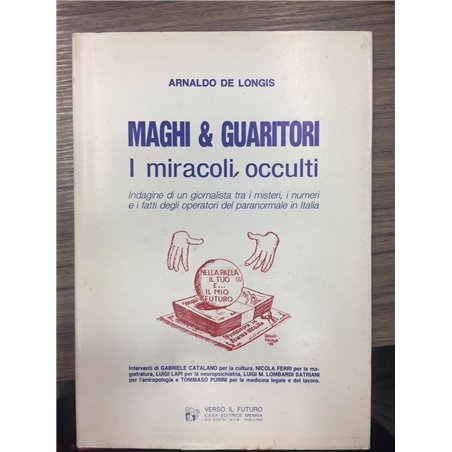 ARNALDO DE LONGIS
MAGHI & GUARITORI
I miracoli occulti
Indagine di un giornalista tra i misteri, i numeri
e i fatti degli operatori del paranormale in Italia
NELLA PALLA
IL TUO
E...
IL MIO
FUTURO
Interventi di GABRIELE CATALANO per la cultura, NICOLA FERRI per la ma-
gistratura, LUIGI LAPI per la neuropsichiatria, LUIGI M. LOMBARDI SATRIANI
per l'antropologia e TOMMASO PURINI per la medicina legale e del lavoro.
VERSO IL FUTURO
CASA EDITRICE MENNA
AVELLINO